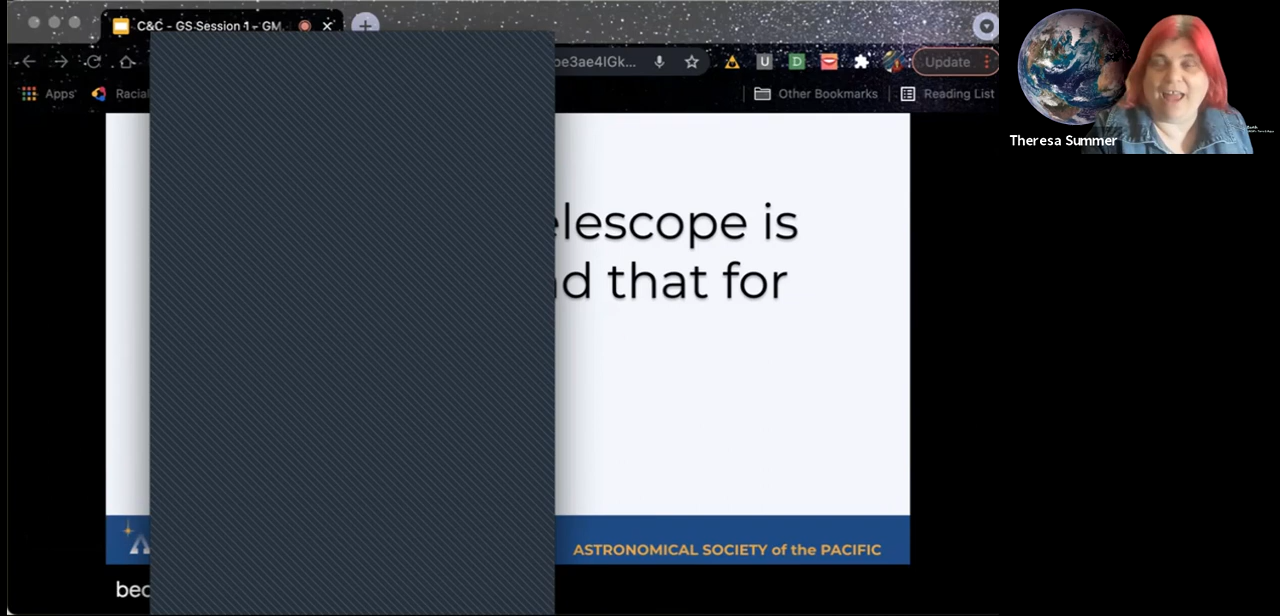 C&C - GS Session 1 - GM
be3ae4IGk...
U
D
Update
Apps
Racial
Other Bookmarks
Reading List
Theresa Summer
elescope is
nd that for
ASTRONOMICAL SOCIETY of the PACIFIC
bec